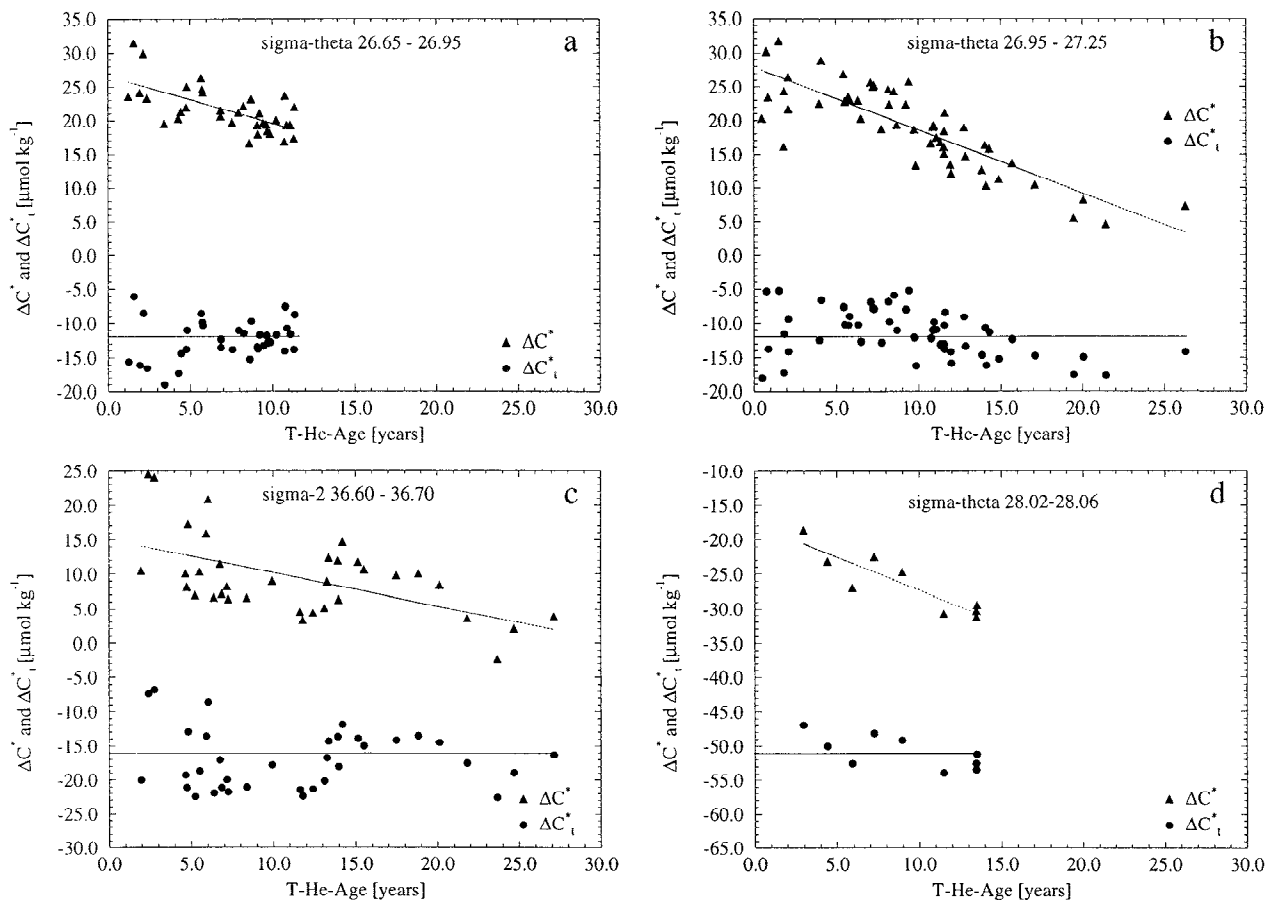 35.0
30.0
25.0
20.0
15.0
10.0
5.0
0.0
-5.0
-10.0
-15.0
-20.0
ΔC* and ΔC*t [μmol kg-1]
sigma-theta 26.65 - 26.95
a
ΔC*
ΔC*t
0.0 5.0 10.0 15.0 20.0 25.0 30.0
T-He-Age [years]
35.0
30.0
25.0
20.0
15.0
10.0
5.0
0.0
-5.0
-10.0
-15.0
-20.0
ΔC* and ΔC*t [μmol kg-1]
sigma-theta 26.95 - 27.25
b
ΔC*
ΔC*t
0.0 5.0 10.0 15.0 20.0 25.0 30.0
T-He-Age [years]
25.0
20.0
15.0
10.0
5.0
0.0
-5.0
-10.0
-15.0
-20.0
-25.0
-30.0
ΔC* and ΔC*t [μmol kg-1]
sigma-2 36.60 - 36.70
c
ΔC*
ΔC*t
0.0 5.0 10.0 15.0 20.0 25.0 30.0
T-He-Age [years]
-10.0
-15.0
-20.0
-25.0
-30.0
-35.0
-40.0
-45.0
-50.0
-55.0
-60.0
-65.0
ΔC* and ΔC*t [μmol kg-1]
sigma-theta 28.02-28.06
d
ΔC*
ΔC*t
0.0 5.0 10.0 15.0 20.0 25.0 30.0
T-He-Age [years]